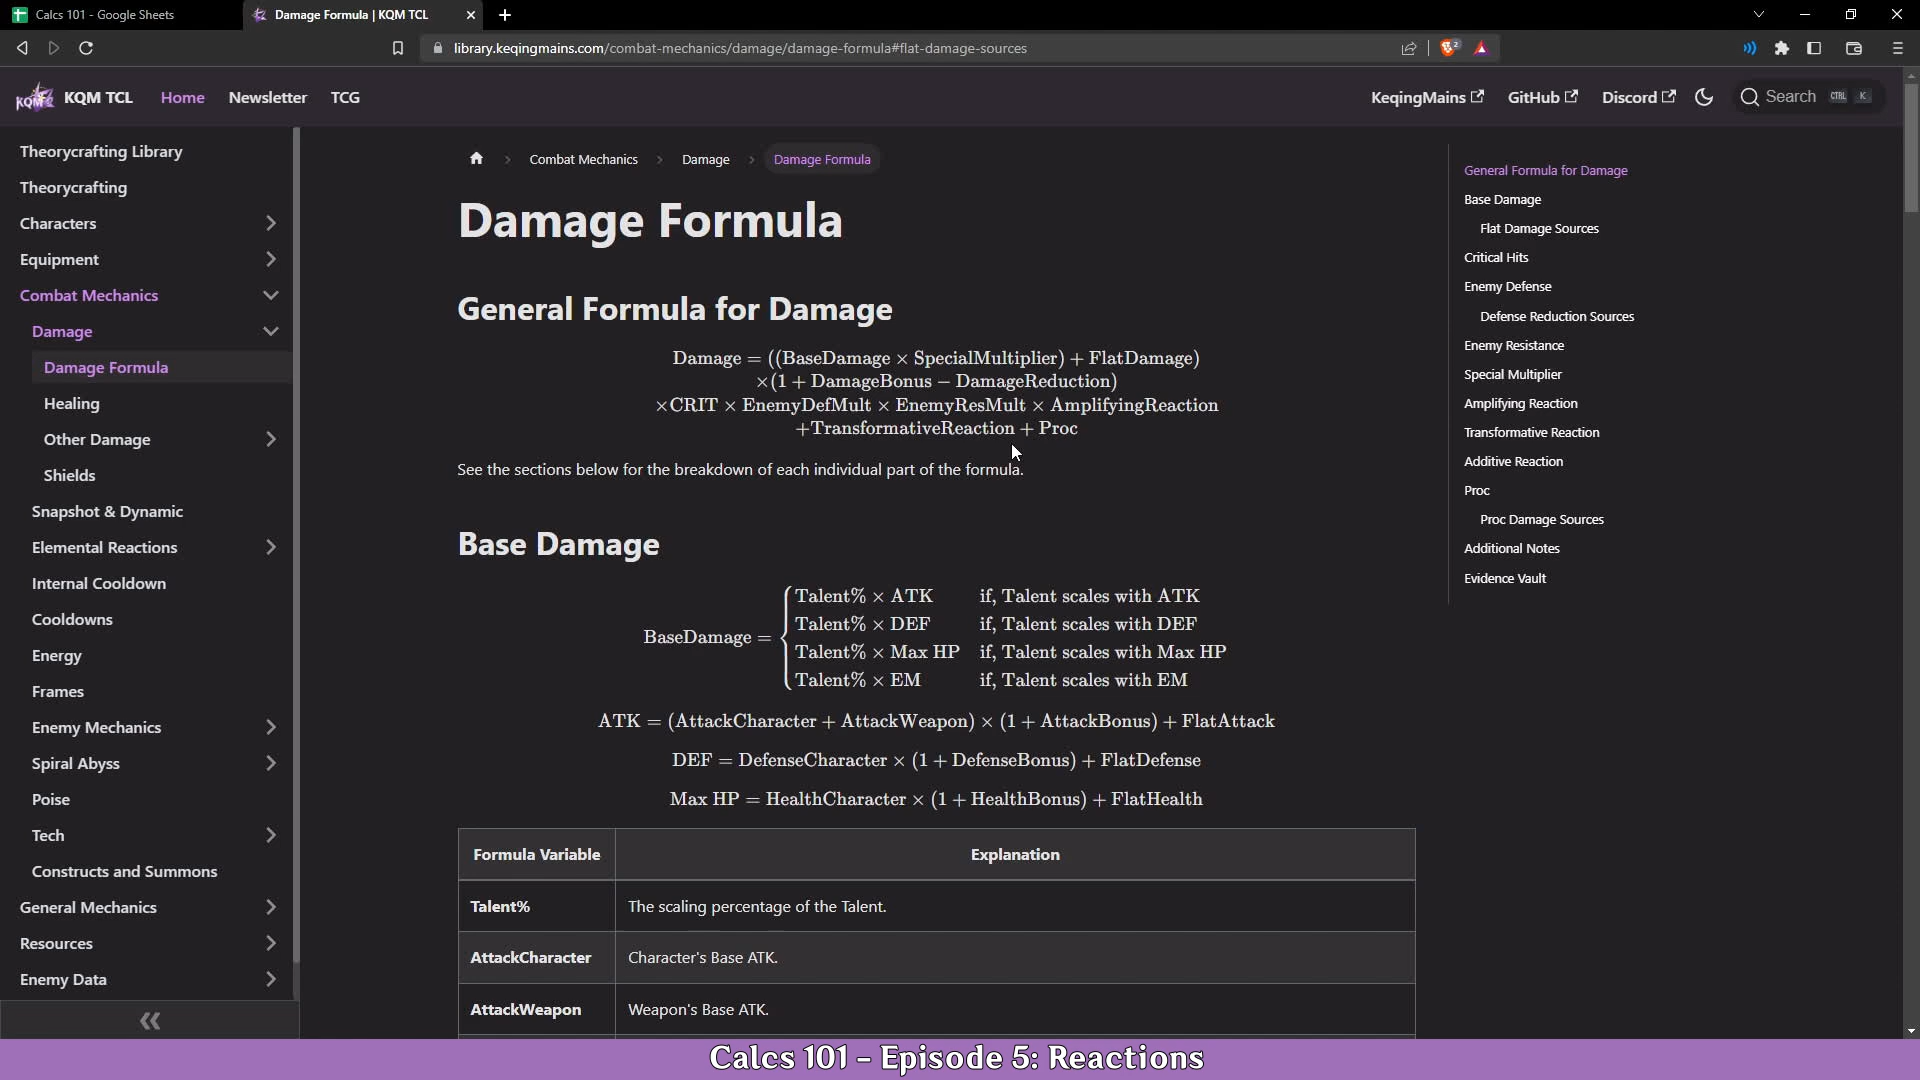 Calcs 101 - Google Sheets
Damage Formula | KQM TCL
library.keqingmains.com/combat-mechanics/damage/damage-formula#flat-damage-sources
2
KQM
KQM TCL
Home
Newsletter
TCG
KeqingMains
GitHub
Discord
Search
CTRL
K
Theorycrafting Library
Theorycrafting
Characters
Equipment
Combat Mechanics
Damage
Damage Formula
Healing
Other Damage
Shields
Snapshot & Dynamic
Elemental Reactions
Internal Cooldown
Cooldowns
Energy
Frames
Enemy Mechanics
Spiral Abyss
Poise
Tech
Constructs and Summons
General Mechanics
Resources
Enemy Data
Combat Mechanics
Damage
Damage Formula
Damage Formula
General Formula for Damage
Damage = ((BaseDamage × SpecialMultiplier) + FlatDamage)
×(1 + DamageBonus − DamageReduction)
×CRIT × EnemyDefMult × EnemyResMult × AmplifyingReaction
+TransformativeReaction + Proc
See the sections below for the breakdown of each individual part of the formula.
Base Damage
BaseDamage =
Talent% × ATK if, Talent scales with ATK
Talent% × DEF if, Talent scales with DEF
Talent% × Max HP if, Talent scales with Max HP
Talent% × EM if, Talent scales with EM
ATK = (AttackCharacter + AttackWeapon) × (1 + AttackBonus) + FlatAttack
DEF = DefenseCharacter × (1 + DefenseBonus) + FlatDefense
Max HP = HealthCharacter × (1 + HealthBonus) + FlatHealth
Formula Variable Explanation
Talent% The scaling percentage of the Talent.
AttackCharacter Character's Base ATK.
AttackWeapon Weapon's Base ATK.
General Formula for Damage
Base Damage
Flat Damage Sources
Critical Hits
Enemy Defense
Defense Reduction Sources
Enemy Resistance
Special Multiplier
Amplifying Reaction
Transformative Reaction
Additive Reaction
Proc
Proc Damage Sources
Additional Notes
Evidence Vault
Calcs 101 - Episode 5: Reactions